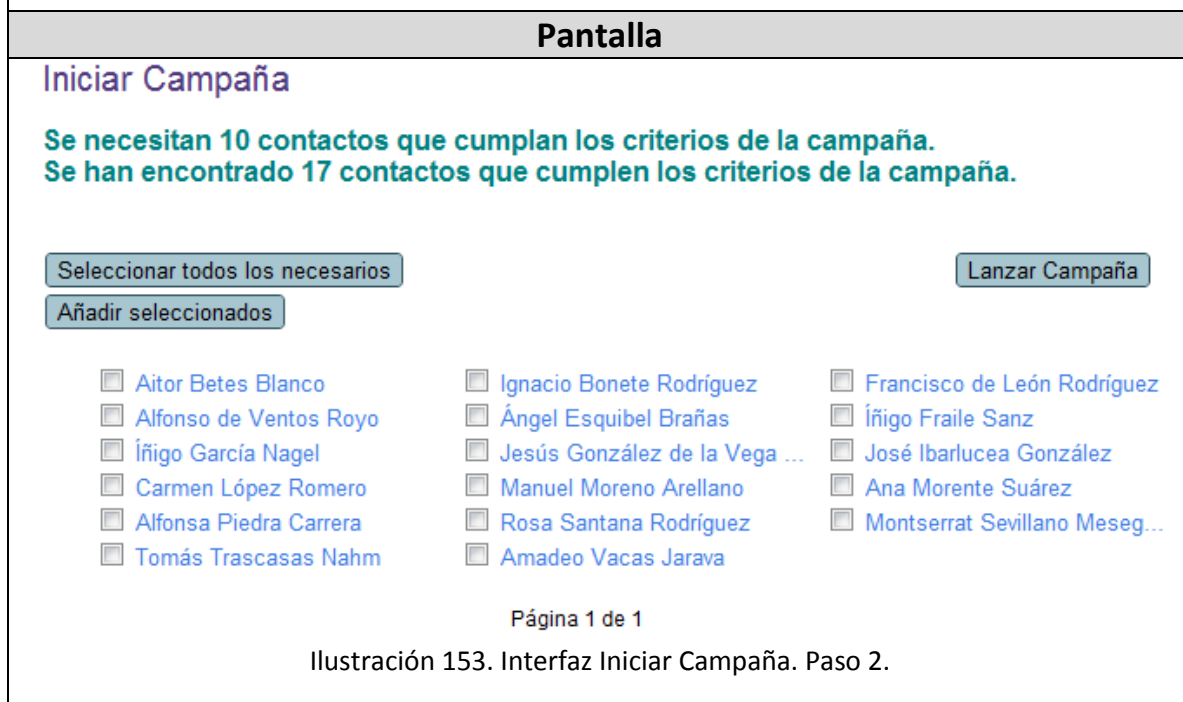 Pantalla
Iniciar Campaña
Se necesitan 10 contactos que cumplan los criterios de la campaña.
Se han encontrado 17 contactos que cumplen los criterios de la campaña.
Seleccionar todos los necesarios
Lanzar Campaña
Añadir seleccionados
Aitor Betes Blanco Ignacio Bonete Rodríguez Francisco de León Rodríguez
Alfonso de Ventos Royo Ángel Esquibel Brañas Íñigo Fraile Sanz
Íñigo García Nagel Jesús González de la Vega ... José Ibarlucea González
Carmen López Romero Manuel Moreno Arellano Ana Morente Suárez
Alfonsa Piedra Carrera Rosa Santana Rodríguez Montserrat Sevillano Meseg...
Tomás Trascasas Nahm Amadeo Vacas Jarava
Página 1 de 1
Ilustración 153. Interfaz Iniciar Campaña. Paso 2.